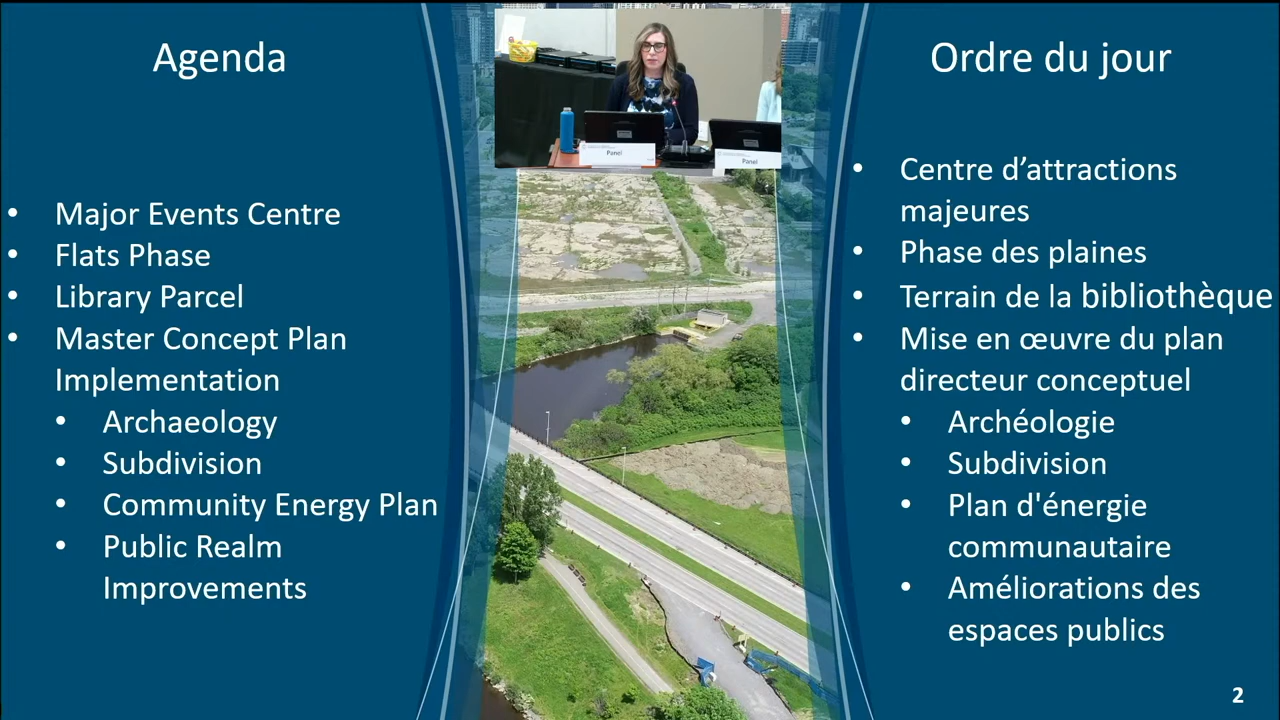 Agenda
• Major Events Centre
• Flats Phase
• Library Parcel
• Master Concept Plan
Implementation
• Archaeology
• Subdivision
• Community Energy Plan
• Public Realm
Improvements
Panel
Panel
Ordre du jour
• Centre d’attractions
majeures
• Phase des plaines
• Terrain de la bibliothèque
• Mise en œuvre du plan
directeur conceptuel
• Archéologie
• Subdivision
• Plan d'énergie
communautaire
• Améliorations des
espaces publics
2